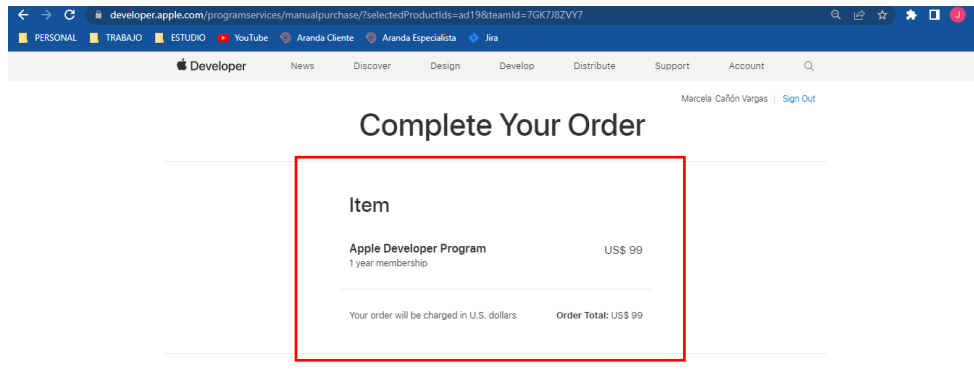 developer.apple.com/programservices/manualpurchase/?selectedProductIds=ad19&teamId=7GK7J8ZVY7
PERSONAL TRABAJO ESTUDIO YouTube Aranda Cliente Aranda Especialista Jira J
Developer News Discover Design Develop Distribute Support Account
Marcela Cañón Vargas | Sign Out
Complete Your Order
Item
Apple Developer Program US$ 99
1 year membership
Your order will be charged in U.S. dollars Order Total: US$ 99